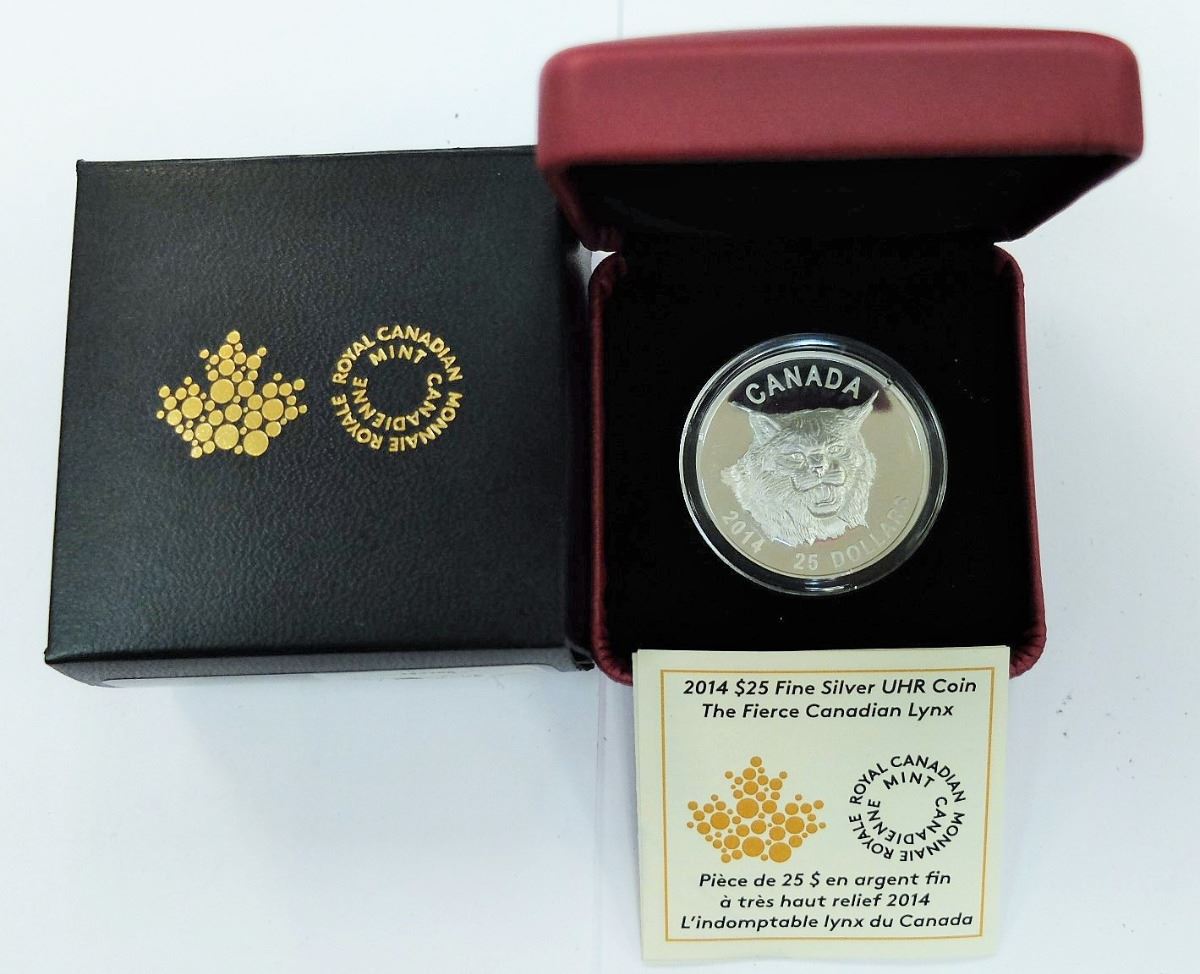 ROYAL CANADIAN
MINT
MONNAIE ROYALE
CANADIENNE
CANADA
2014
25 DOLLARS
2014 $25 Fine Silver UHR Coin
The Fierce Canadian Lynx
ROYAL CANADIAN
MINT
MONNAIE ROYALE
CANADIENNE
Pièce de 25 $ en argent fin
à très haut relief 2014
L'indomptable lynx du Canada